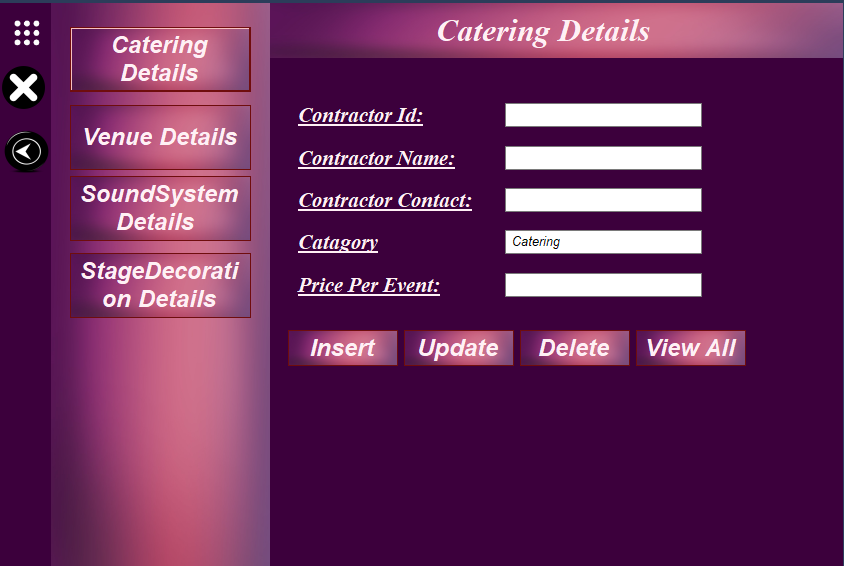 Catering
Details
Venue Details
SoundSystem
Details
StageDecorati
on Details
Catering Details
Contractor Id:
Contractor Name:
Contractor Contact:
Catagory
Catering
Price Per Event:
Insert Update Delete View All